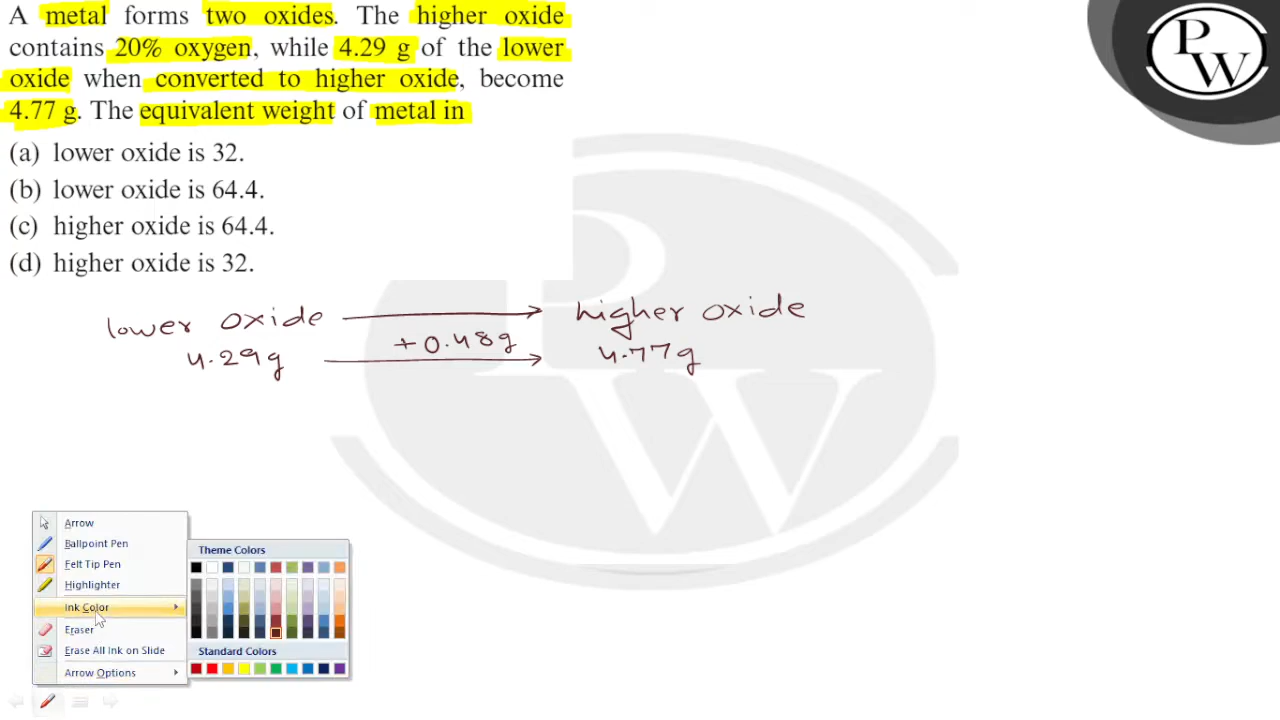 A metal forms two oxides. The higher oxide
contains 20% oxygen, while 4.29 g of the lower
oxide when converted to higher oxide, become
4.77 g. The equivalent weight of metal in
(a) lower oxide is 32.
(b) lower oxide is 64.4.
(c) higher oxide is 64.4.
(d) higher oxide is 32.
lower oxide
higher oxide
4.29g
+0.48g
4.77g
P
W
P
W
Arrow
Ballpoint Pen
Felt Tip Pen
Highlighter
Ink Color
Eraser
Erase All Ink on Slide
Arrow Options
Theme Colors
Standard Colors